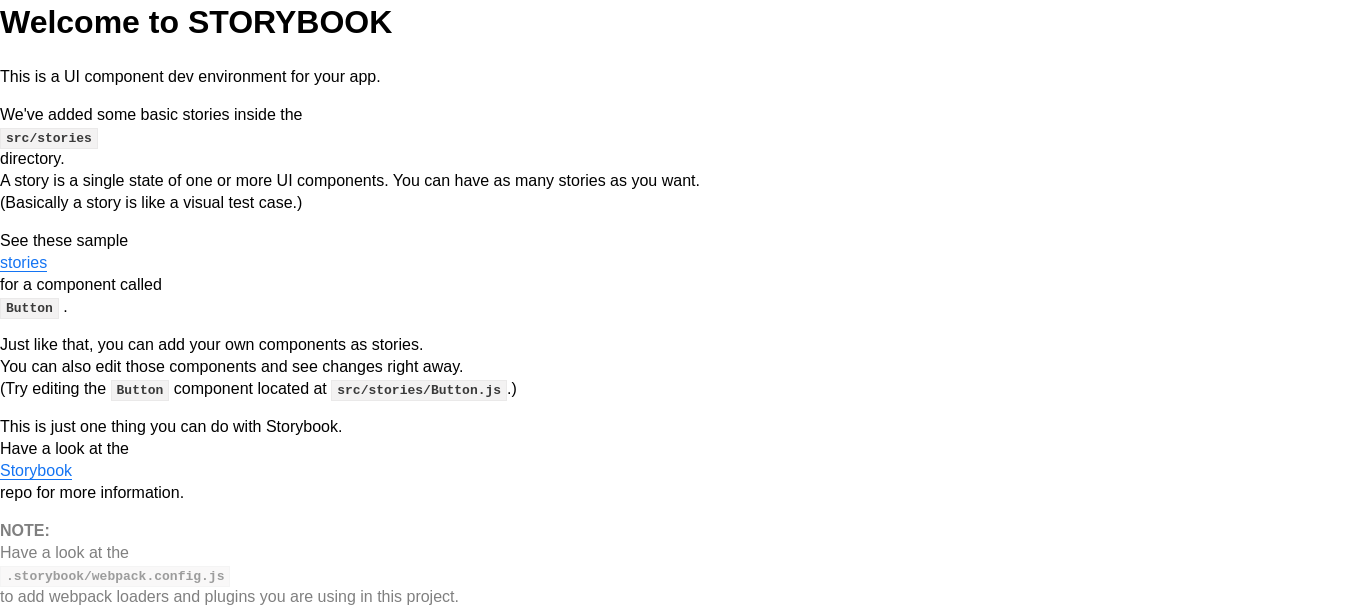 Welcome to STORYBOOK
This is a UI component dev environment for your app.
We've added some basic stories inside the
src/stories
directory.
A story is a single state of one or more UI components. You can have as many stories as you want.
(Basically a story is like a visual test case.)
See these sample
stories
for a component called
Button .
Just like that, you can add your own components as stories.
You can also edit those components and see changes right away.
(Try editing the Button component located at src/stories/Button.js.)
This is just one thing you can do with Storybook.
Have a look at the
Storybook
repo for more information.
NOTE:
Have a look at the
.storybook/webpack.config.js
to add webpack loaders and plugins you are using in this project.